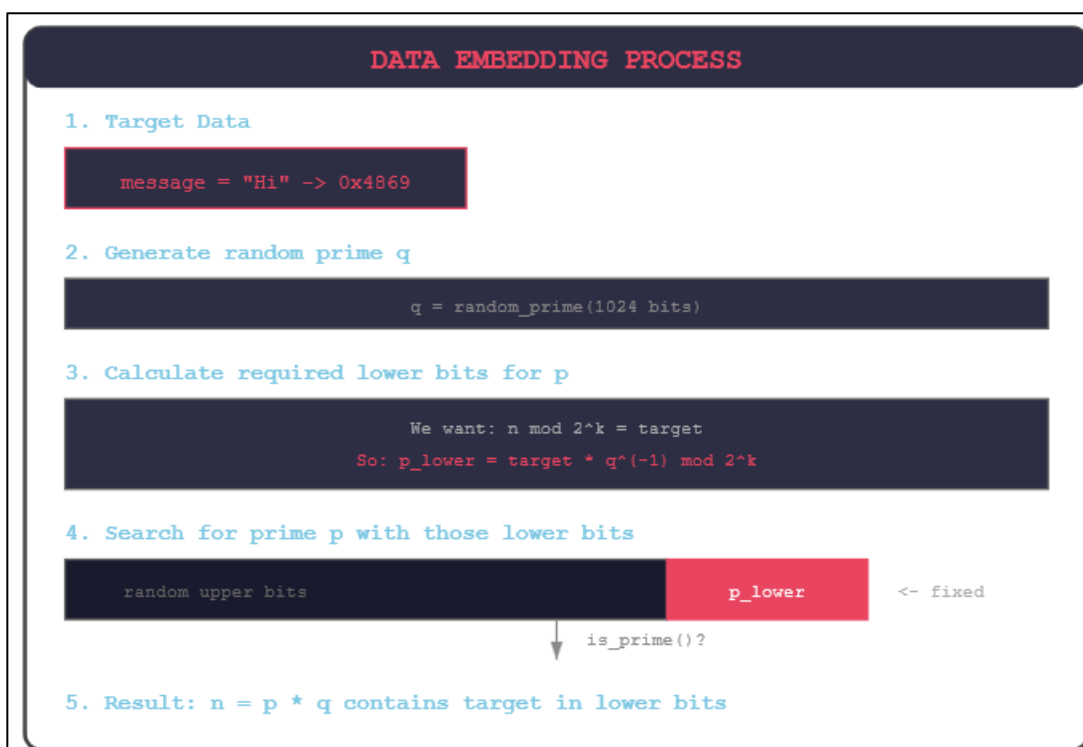 DATA EMBEDDING PROCESS
1. Target Data
message = "Hi" -> 0x4869
2. Generate random prime q
q = random_prime(1024 bits)
3. Calculate required lower bits for p
We want: n mod 2^k = target
So: p_lower = target * q^(-1) mod 2^k
4. Search for prime p with those lower bits
random upper bits p_lower <- fixed
is_prime()?
5. Result: n = p * q contains target in lower bits